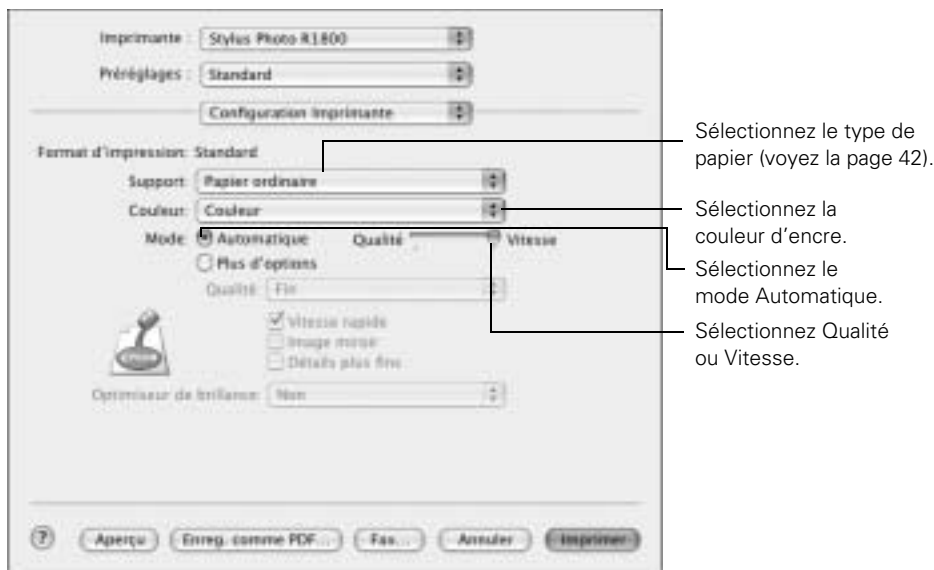 Imprimante : Stylus Photo R1800
Préréglages : Standard
Configuration Imprimante
Format d'impression: Standard
Support: Papier ordinaire
Couleur: Couleur
Mode: Automatique Qualité Vitesse
Plus d'options
Qualité: Fin
Vitesse rapide
Image miroir
Détails plus fins
Optimiseur de brillance: Non
? Aperçu Enreg. comme PDF... Fax... Annuler Imprimer
Sélectionnez le type de
papier (voyez la page 42).
Sélectionnez la
couleur d'encre.
Sélectionnez le
mode Automatique.
Sélectionnez Qualité
ou Vitesse.